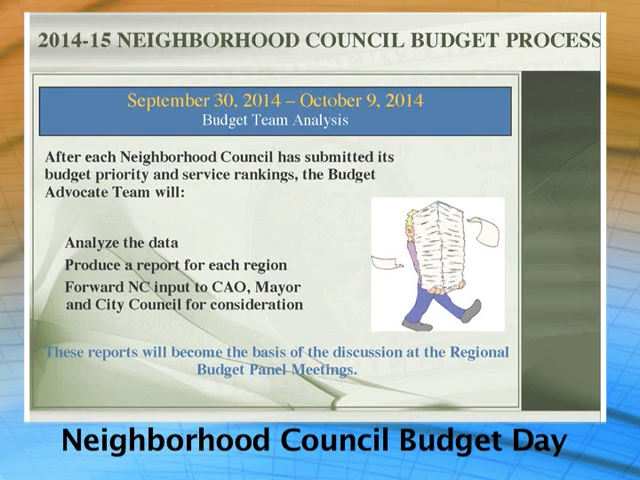 2014-15 NEIGHBORHOOD COUNCIL BUDGET PROCESS
September 30, 2014 – October 9, 2014
Budget Team Analysis
After each Neighborhood Council has submitted its
budget priority and service rankings, the Budget
Advocate Team will:
Analyze the data
Produce a report for each region
Forward NC input to CAO, Mayor
and City Council for consideration
These reports will become the basis of the discussion at the Regional
Budget Panel Meetings.
Neighborhood Council Budget Day